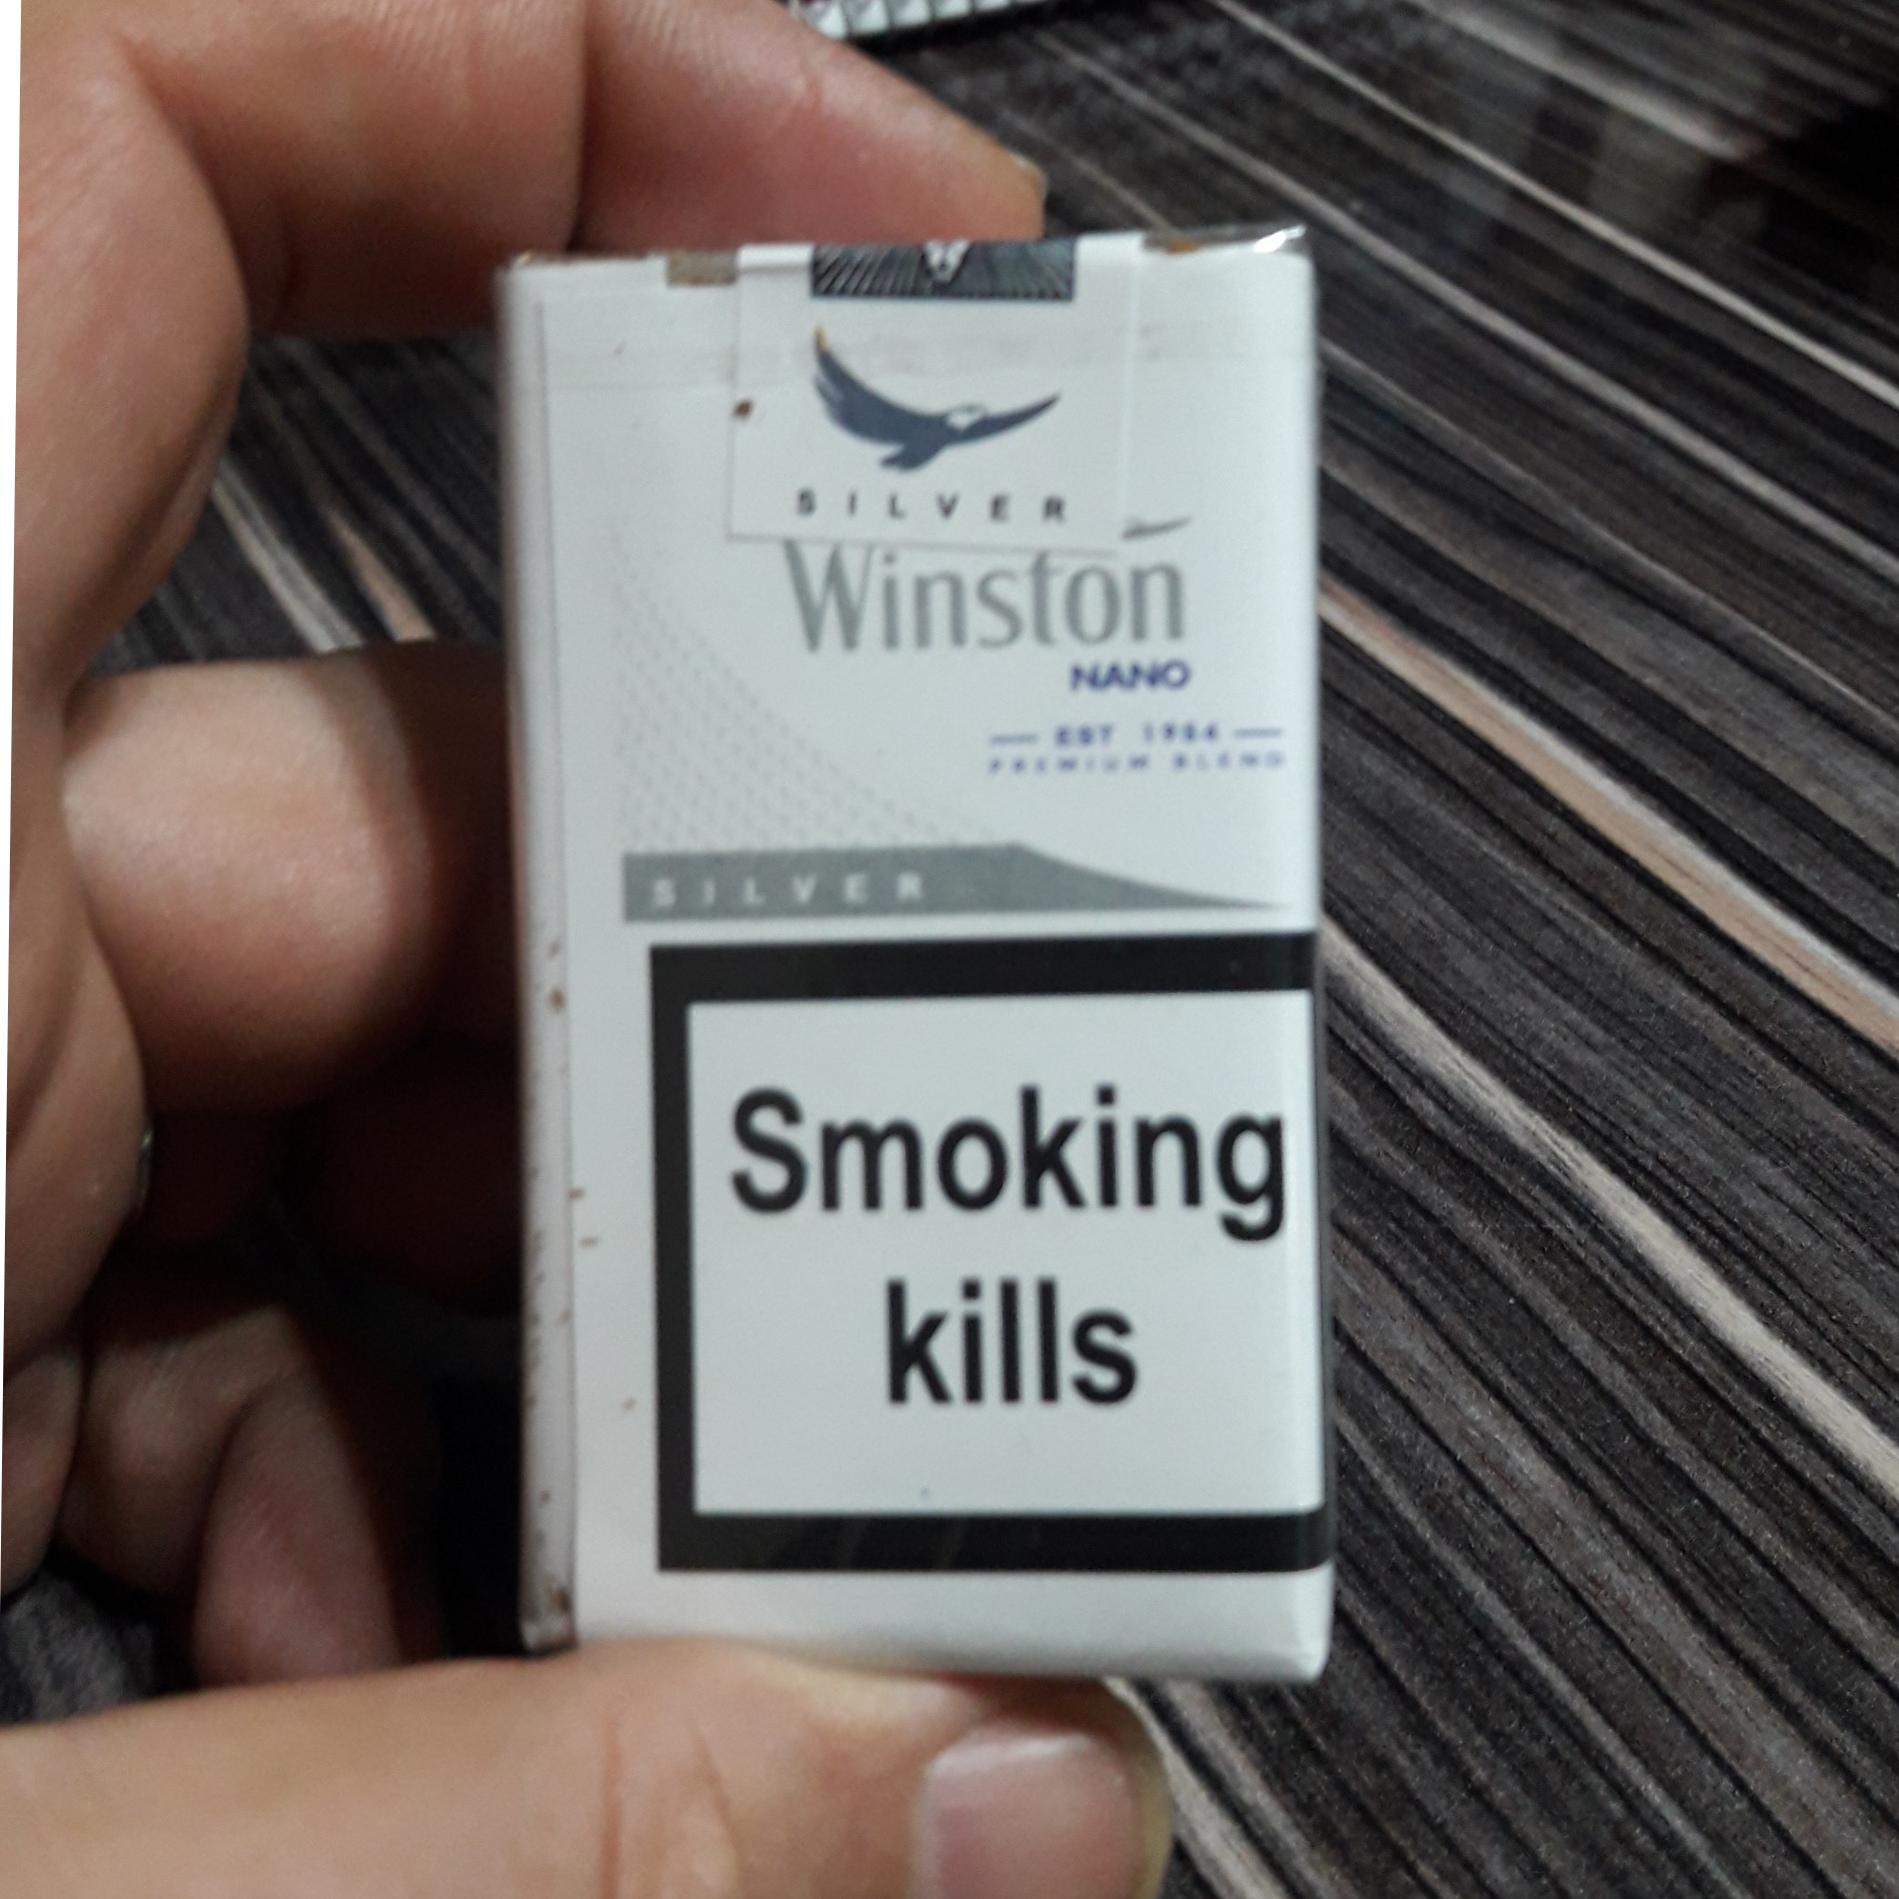 SILVER
Winston
NANO
EST 1954
PREMIUM BLEND
SILVER
Smoking
kills